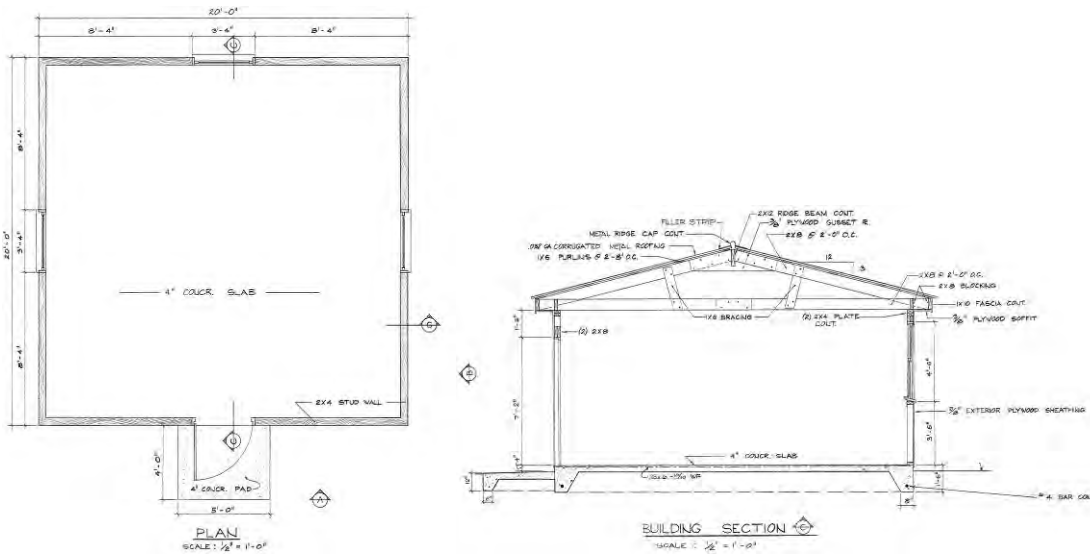 20'-0"
8'-4"
3'-4"
8'-4"
20'-0"
8'-4"
3'-4"
8'-4"
4" CONCR. SLAB
2X4 STUD WALL
4'-0"
4" CONCR. PAD
5'-0"
A
PLAN
SCALE: 1/2" = 1'-0"
FILLER STRIP
2X12 RIDGE BEAM CONT.
3/8" PLYWOOD GUSSET
METAL RIDGE CAP CONT
2X8 @ 2'-0" O.C.
CORRUGATED METAL ROOFING
1X6 PURLINS @ 2'-8" O.C.
12
3
2X8 @ 2'-0" O.C.
2X8 BLOCKING
1X10 FASCIA CONT.
3/8" PLYWOOD SOFFIT
1X8 BRACING
(2) 2X4 PLATE
CONT.
(2) 2X8
B
7'-2"
3'-6"
EXTERIOR PLYWOOD SHEATHING
4" CONCR. SLAB
12"
8"
#4 BAR CO
BUILDING SECTION C
SCALE: 1/2" = 1'-0"